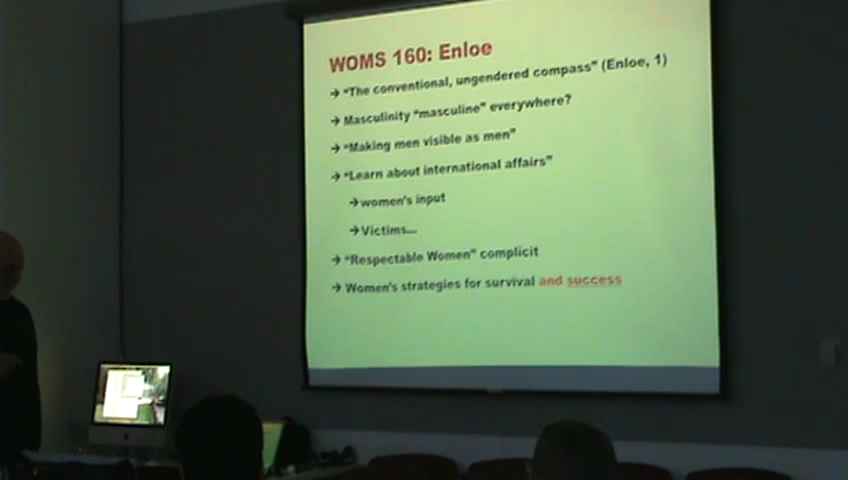 WOMS 160: Enloe
→ "The conventional, ungendered compass" (Enloe, 1)
→ Masculinity "masculine" everywhere?
→ "Making men visible as men"
→ "Learn about international affairs"
→ women's input
→ Victims...
→ "Respectable Women" complicit
→ Women's strategies for survival and success